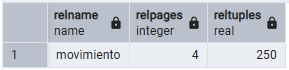 relname relpages reltuples
name integer real
1 movimiento 4 250